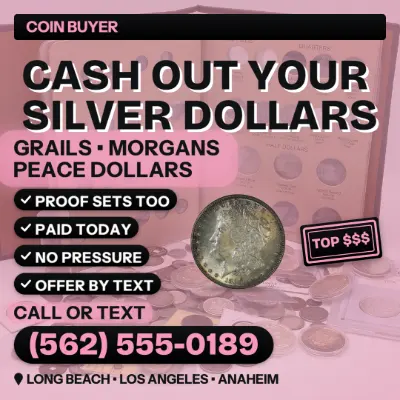 COIN BUYER
CASH OUT YOUR
SILVER DOLLARS
GRAILS • MORGANS
PEACE DOLLARS
✓ PROOF SETS TOO
✓ PAID TODAY
✓ NO PRESSURE
✓ OFFER BY TEXT
TOP $$$
CALL OR TEXT
(562) 555-0189
LONG BEACH • LOS ANGELES • ANAHEIM